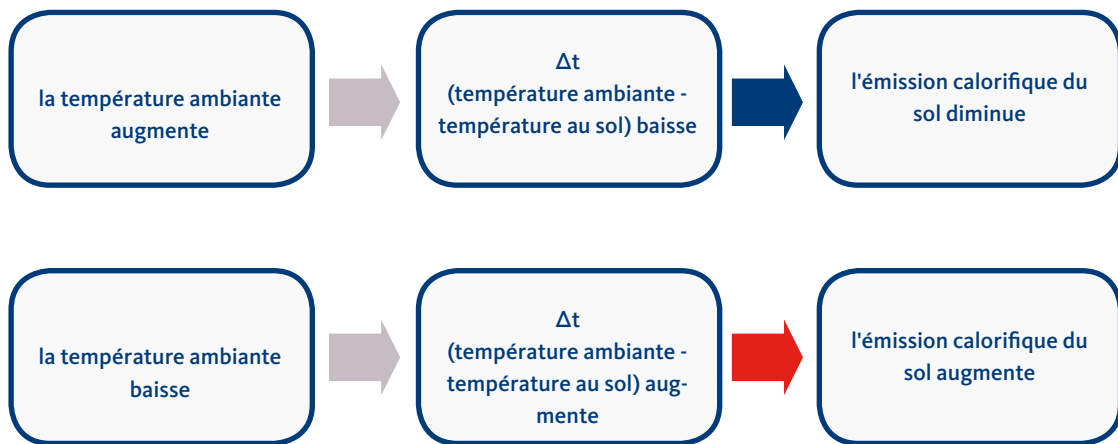 la température ambiante
augmente
Δt
(température ambiante -
température au sol) baisse
l'émission calorifique du
sol diminue
la température ambiante
baisse
Δt
(température ambiante -
température au sol) aug-
mente
l'émission calorifique du
sol augmente